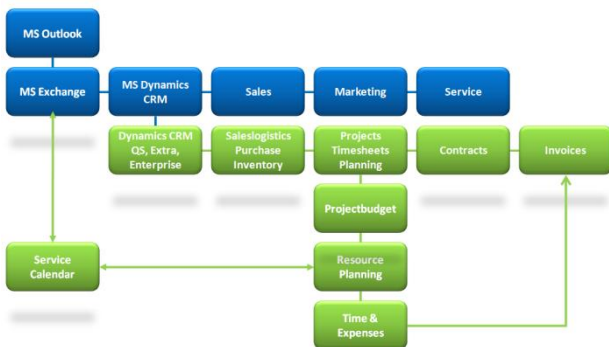 MS Outlook
MS Exchange
MS Dynamics
CRM
Sales
Marketing
Service
Dynamics CRM
QS, Extra,
Enterprise
Saleslogistics
Purchase
Inventory
Projects
Timesheets
Planning
Contracts
Invoices
Projectbudget
Service
Calendar
Resource
Planning
Time &
Expenses